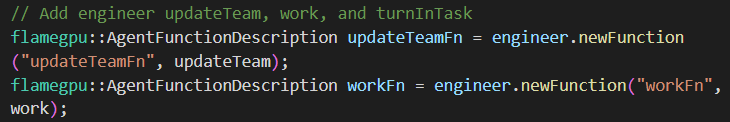 // Add engineer updateTeam, work, and turnInTask
flamegpu::AgentFunctionDescription updateTeamFn = engineer.newFunction
("updateTeamFn", updateTeam);
flamegpu::AgentFunctionDescription workFn = engineer.newFunction("workFn",
work);